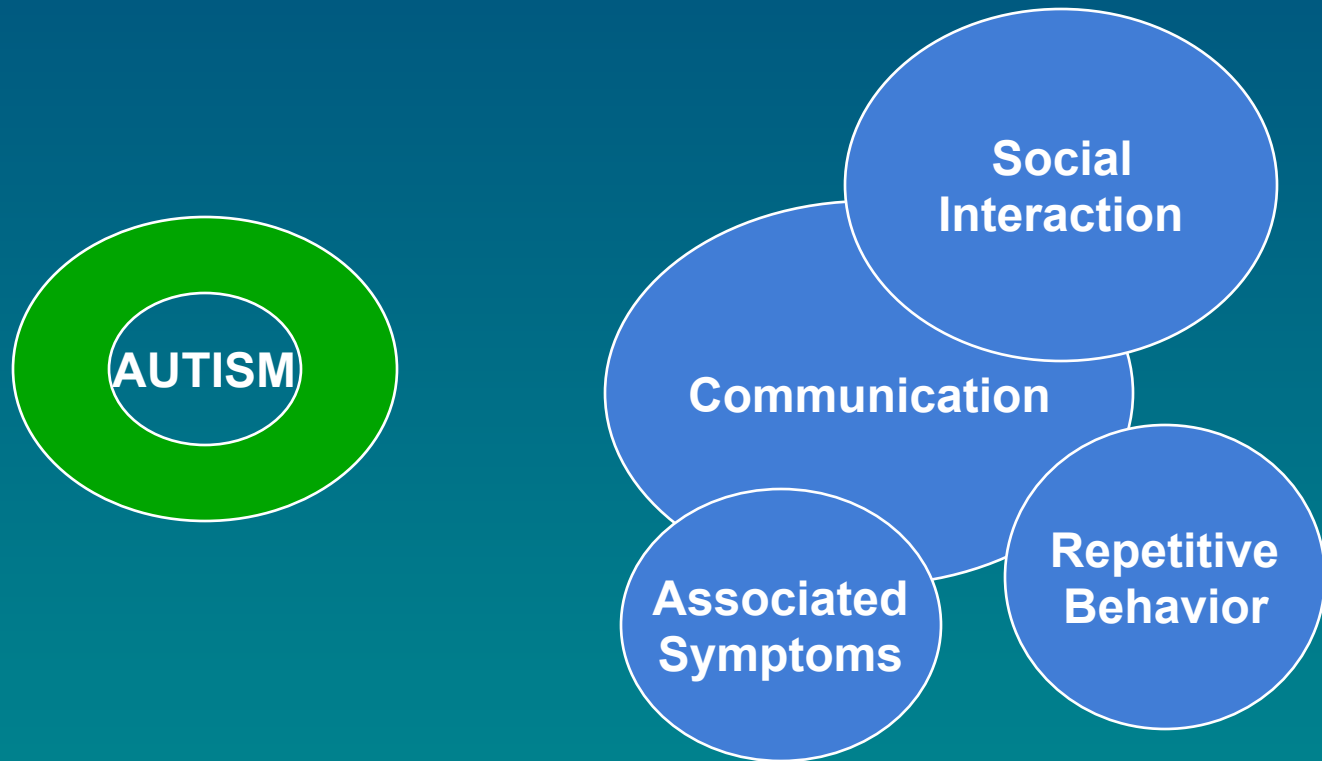 AUTISM
Social
Interaction
Communication
Associated
Symptoms
Repetitive
Behavior